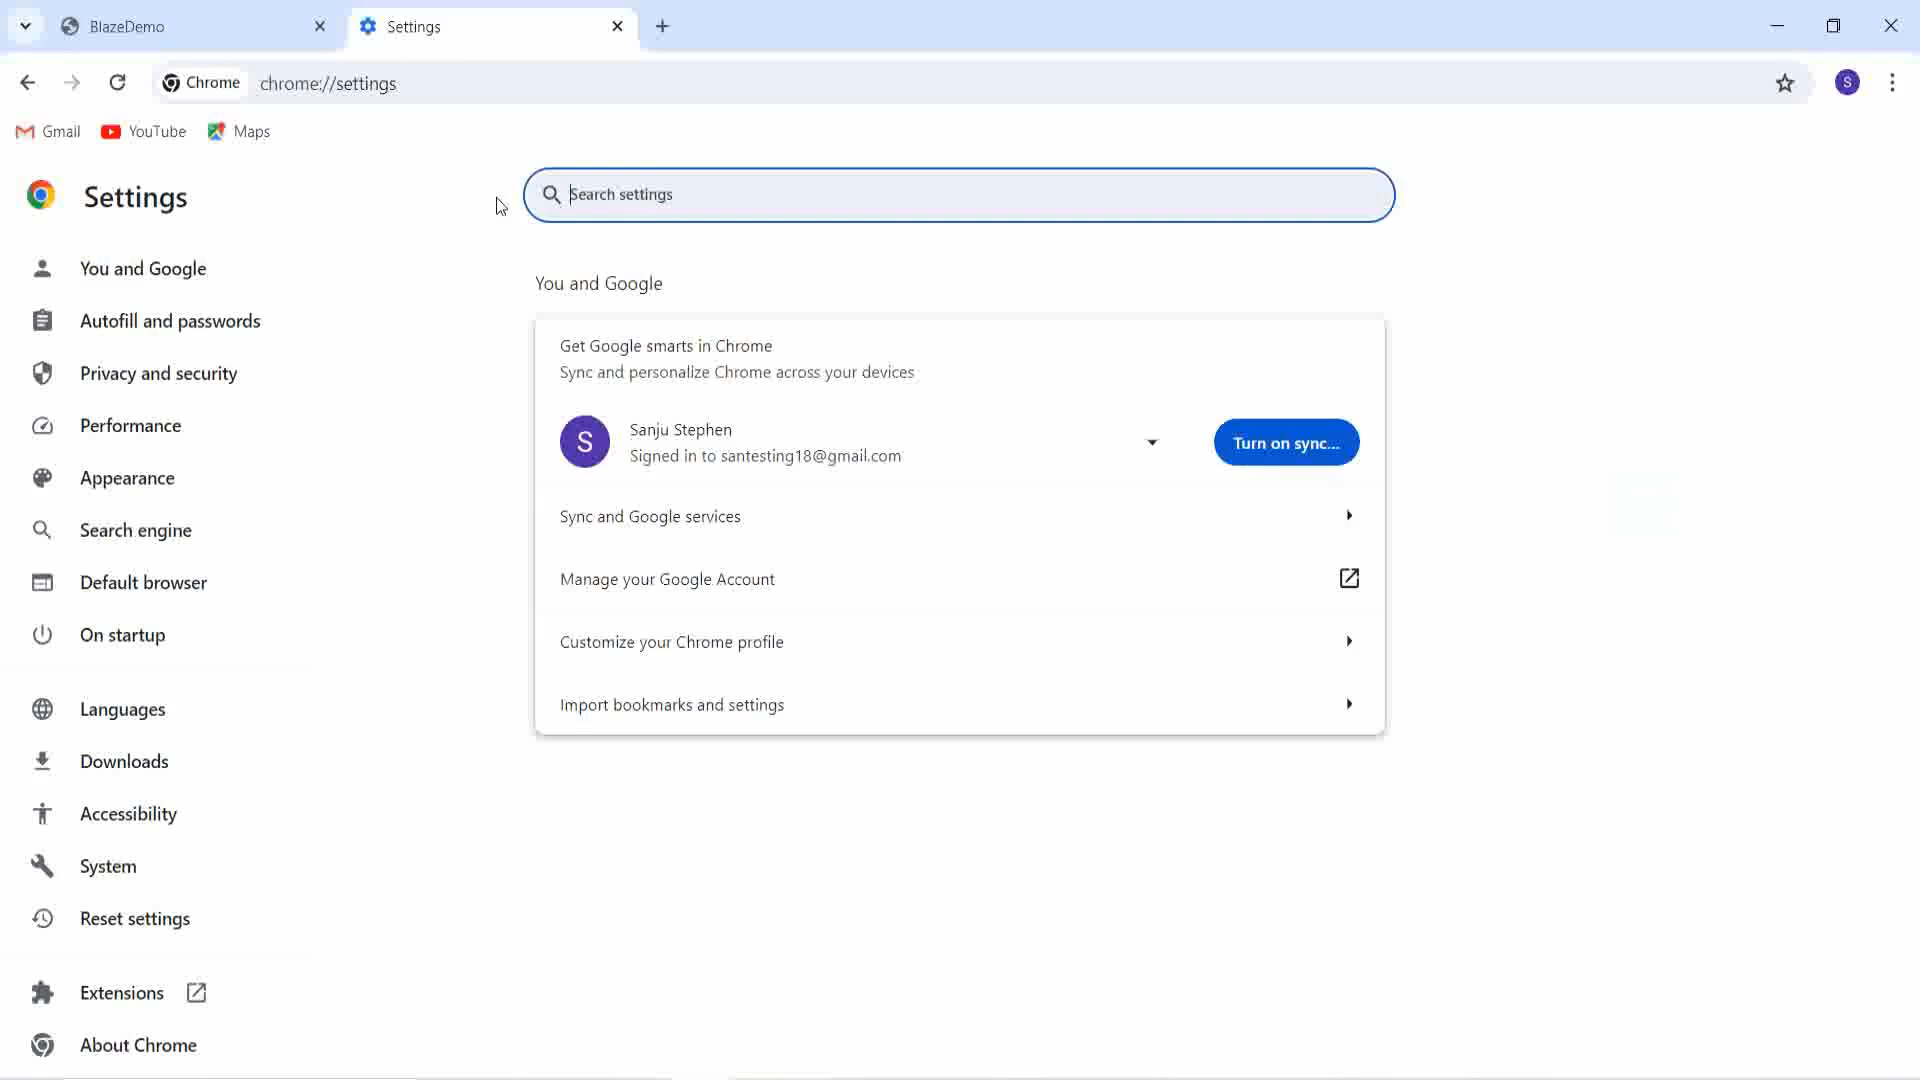 BlazeDemo
Settings
Chrome
chrome://settings
S
Gmail
YouTube
Maps
Settings
Search settings
You and Google
Autofill and passwords
Privacy and security
Performance
Appearance
Search engine
Default browser
On startup
Languages
Downloads
Accessibility
System
Reset settings
Extensions
About Chrome
You and Google
Get Google smarts in Chrome
Sync and personalize Chrome across your devices
S
Sanju Stephen
Signed in to santesting18@gmail.com
Turn on sync...
Sync and Google services
Manage your Google Account
Customize your Chrome profile
Import bookmarks and settings